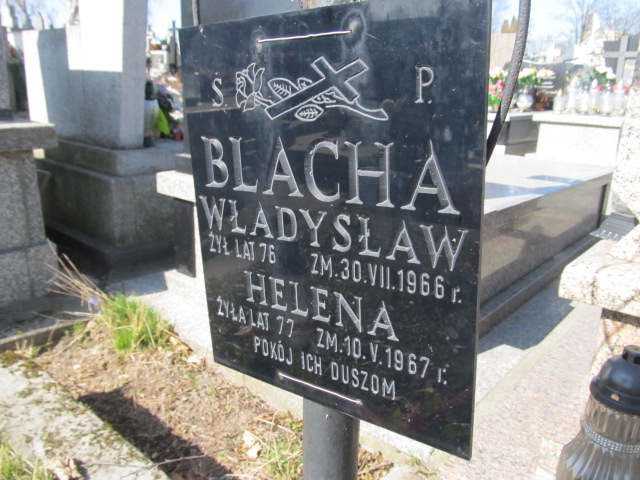 Ś. P.
BLACHA
WŁADYSŁAW
ŻYŁ LAT 76 ZM. 30.VII.1966 r.
HELENA
ŻYŁA LAT 77 ZM. 10.V.1967 r.
POKÓJ ICH DUSZOM